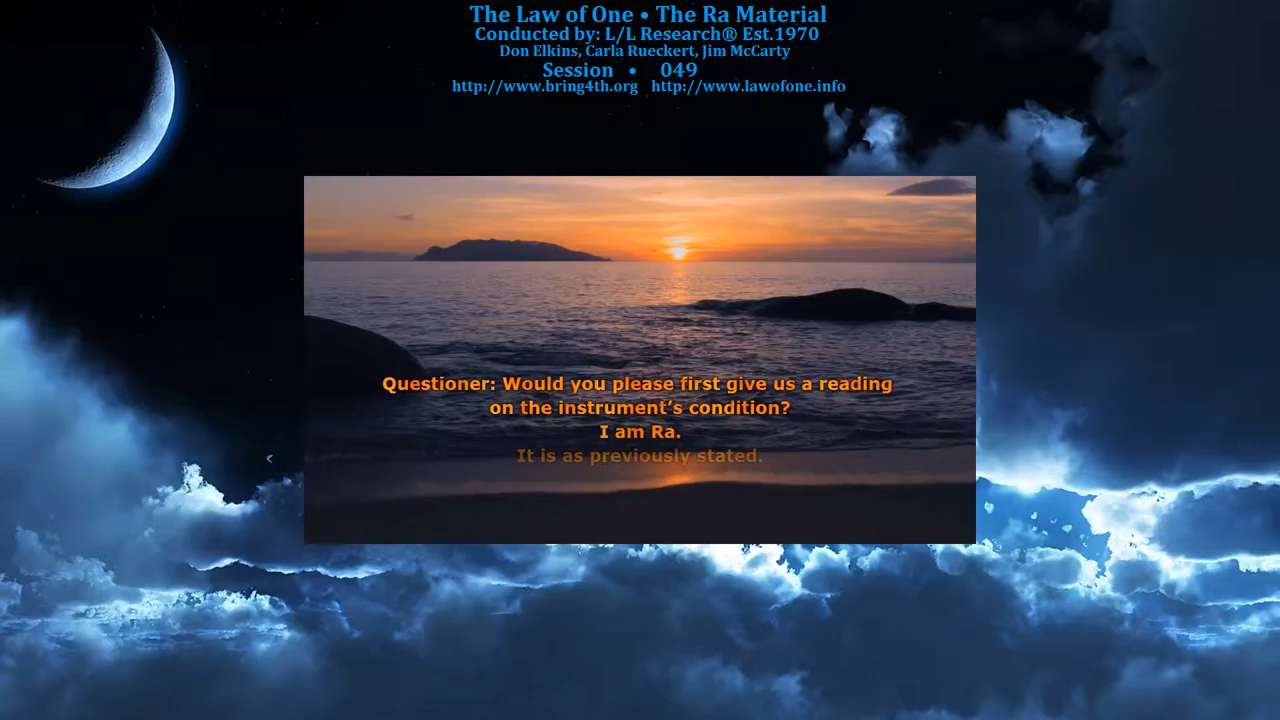 The Law of One • The Ra Material
Conducted by: L/L Research® Est.1970
Don Elkins, Carla Rueckert, Jim McCarty
Session • 049
http://www.bring4th.org http://www.lawofone.info
Questioner: Would you please first give us a reading
on the instrument’s condition?
I am Ra.
It is as previously stated.